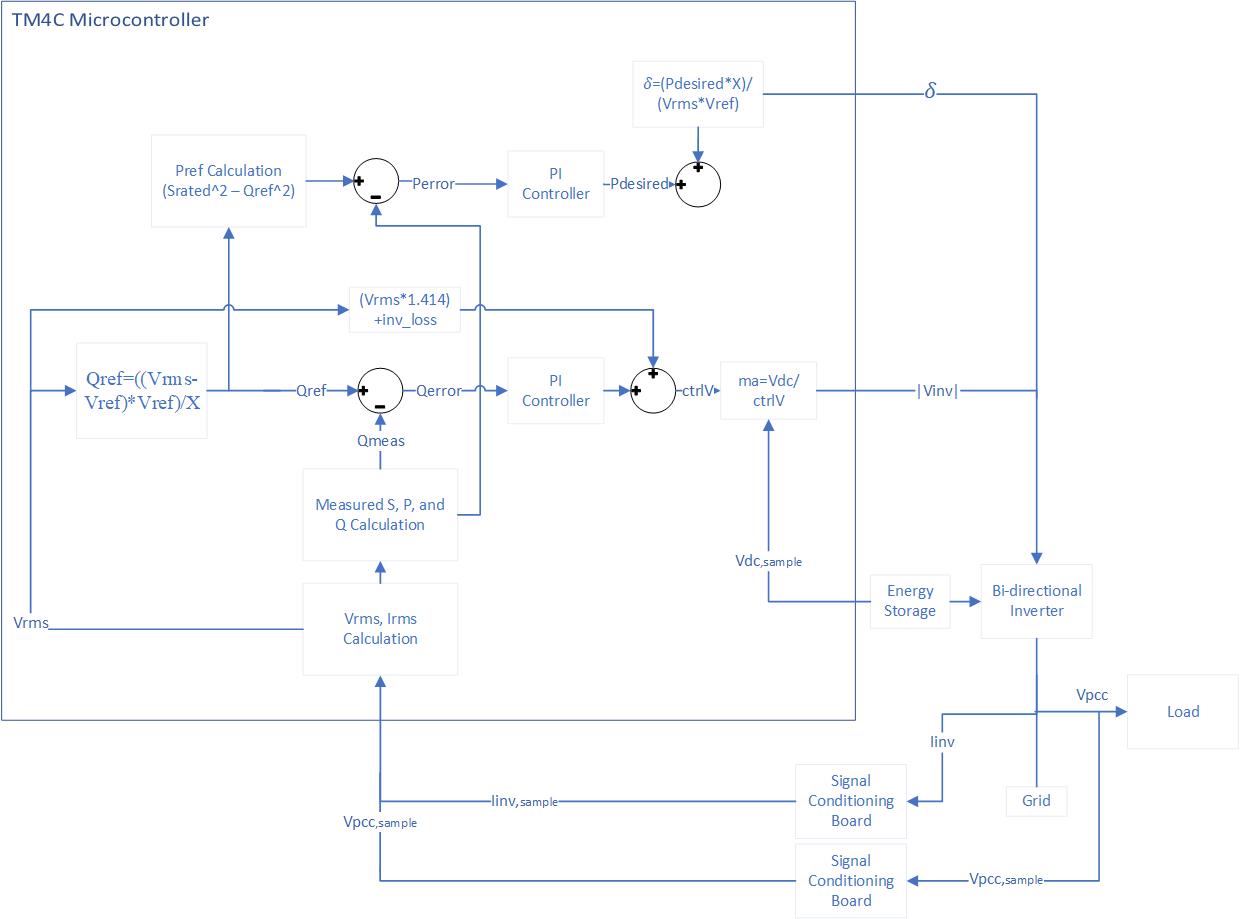 TM4C Microcontroller
δ=(Pdesired*X)/
(Vrms*Vref)
δ
Pref Calculation
(Srated^2 – Qref^2)
Perror
PI
Controller
Pdesired
(Vrms*1.414)
+inv_loss
Qref=((Vrms-
Vref)*Vref)/X
Qref
Qerror
PI
Controller
ctrlV
ma=Vdc/
ctrlV
|Vinv|
Qmeas
Measured S, P, and
Q Calculation
Vdc,sample
Energy
Storage
Bi-directional
Inverter
Vrms
Vrms, Irms
Calculation
Vpcc
Load
Iinv
Signal
Conditioning
Board
Grid
Iinv,sample
Vpcc,sample
Signal
Conditioning
Board
Vpcc,sample